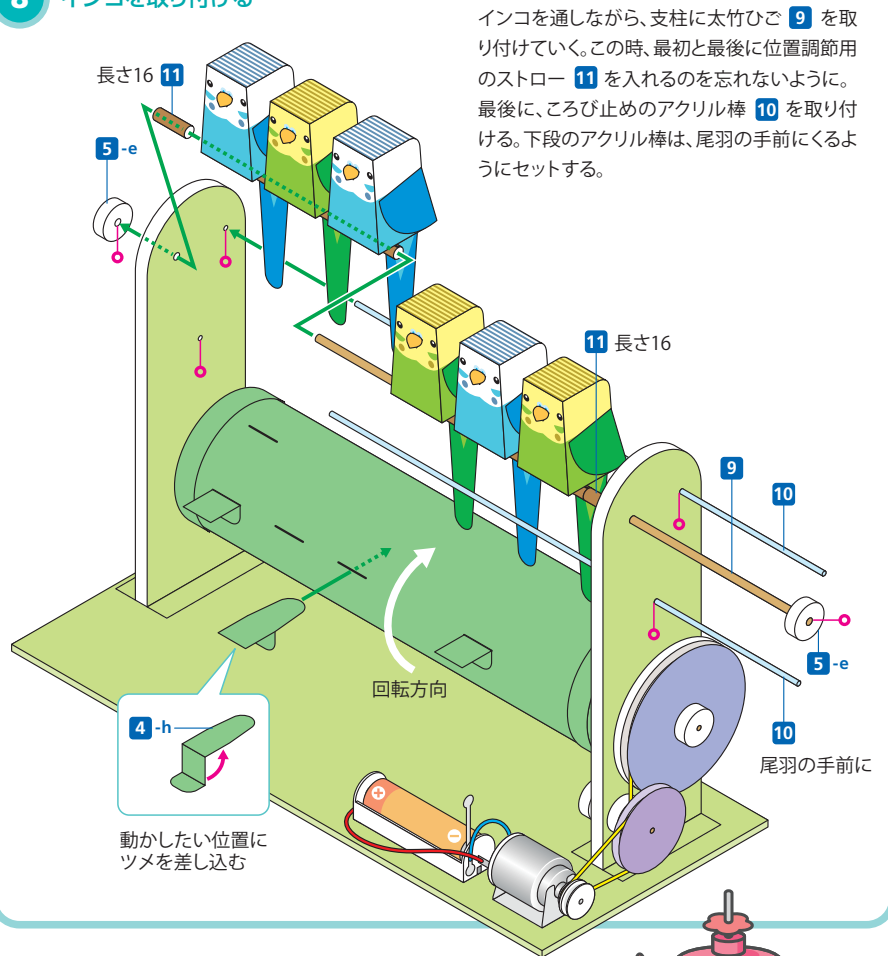 8 インコを取り付ける
インコを通しながら、支柱に太竹ひご 9 を取
り付けていく。この時、最初と最後に位置調節用
のストロー 11 を入れるのを忘れないように。
最後に、ころび止めのアクリル棒 10 を取り付
ける。下段のアクリル棒は、尾羽の手前にくるよ
うにセットする。
長さ16 11
5 -e
11 長さ16
9
10
5 -e
10
尾羽の手前に
回転方向
4 -h
動かしたい位置に
ツメを差し込む
+
−